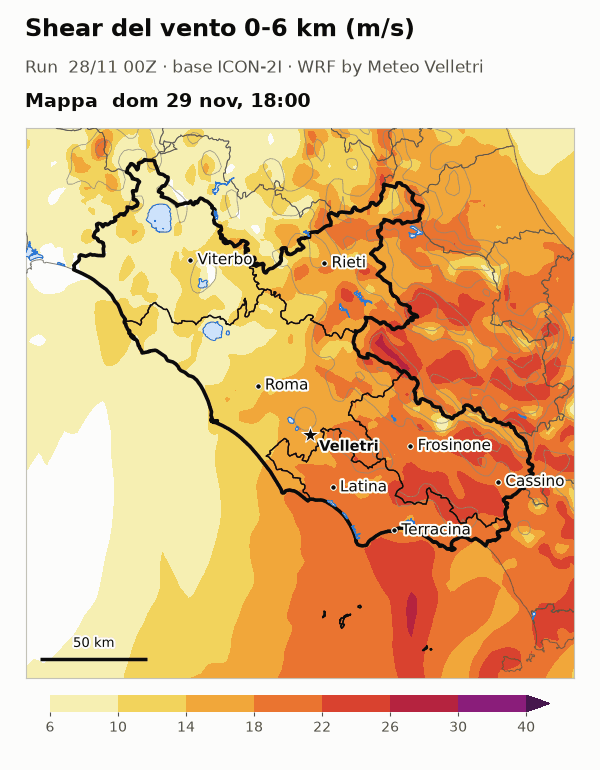 Shear del vento 0-6 km (m/s)
Run  28/11 00Z · base ICON-2I · WRF by Meteo Velletri
Mappa  dom 29 nov, 18:00
Viterbo
Rieti
Roma
Velletri
Frosinone
Cassino
Latina
Terracina
50 km
6 10 14 18 22 26 30 40